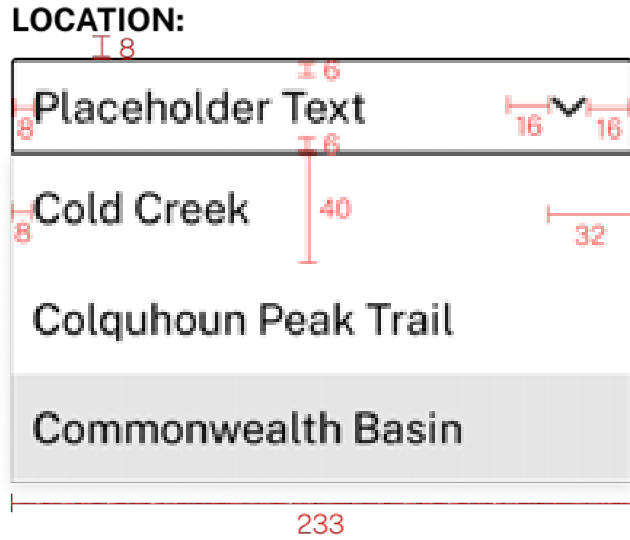 LOCATION:
8
6
Placeholder Text
8
16
16
6
Cold Creek
8
40
32
Colquhoun Peak Trail
Commonwealth Basin
233